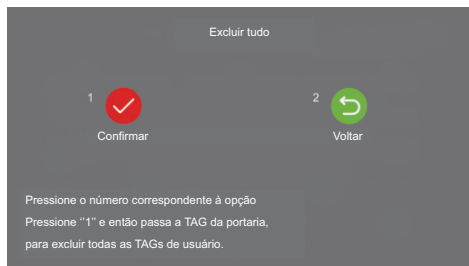 Excluir tudo
1
2
Confirmar
Voltar
Pressione o número correspondente à opção
Pressione ‘‘1’’ e então passa a TAG da portaria,
para excluir todas as TAGs de usuário.